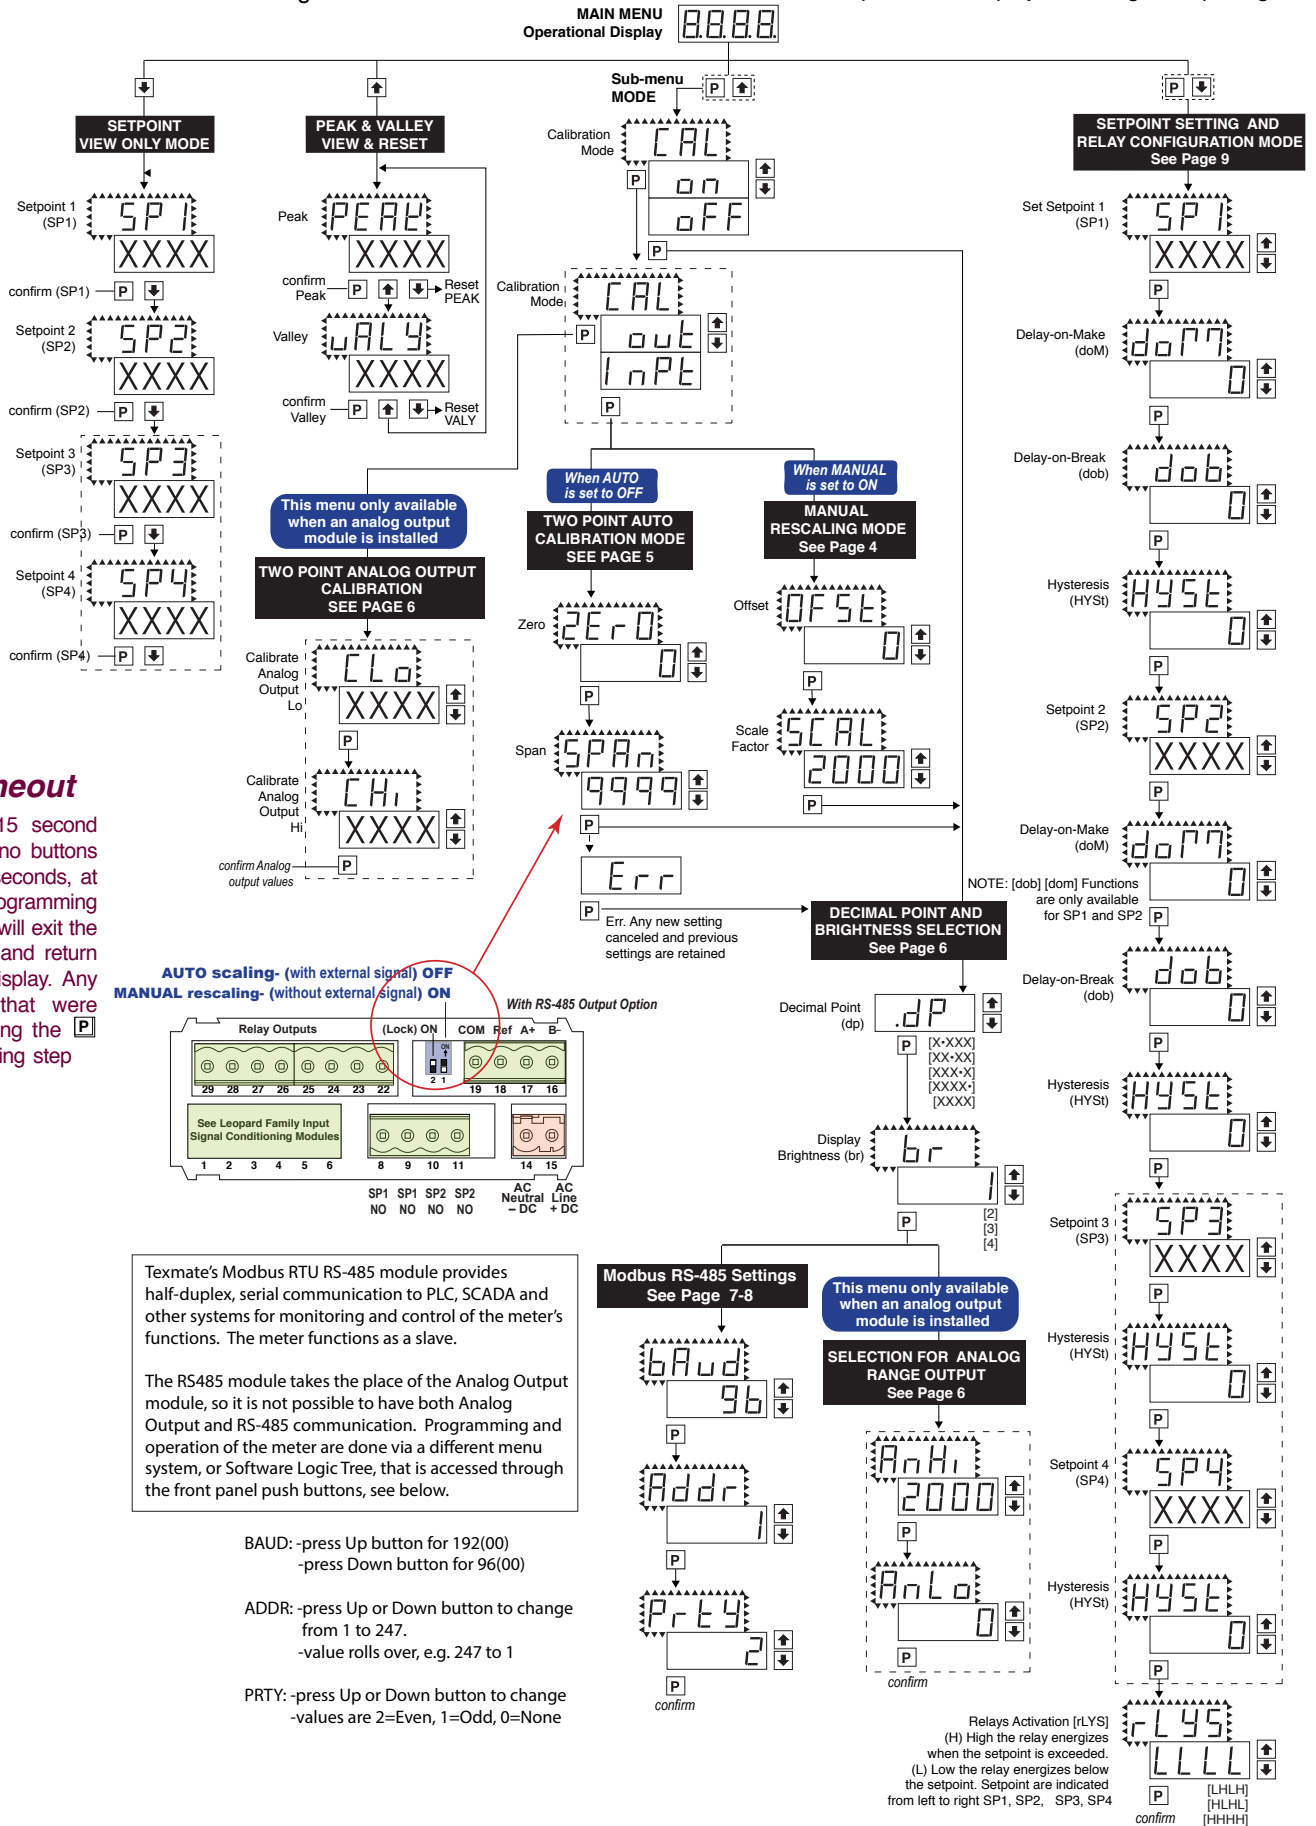 MAIN MENU
Operational Display
8.8.8.8.
Sub-menu
MODE
P
P
SETPOINT
VIEW ONLY MODE
Setpoint 1
(SP1)
SP1
XXXX
confirm (SP1)
P
Setpoint 2
(SP2)
SP2
XXXX
confirm (SP2)
P
Setpoint 3
(SP3)
SP3
XXXX
confirm (SP3)
P
Setpoint 4
(SP4)
SP4
XXXX
confirm (SP4)
P
PEAK & VALLEY
VIEW & RESET
Peak
PEAK
XXXX
confirm
Peak
P
Reset
PEAK
Valley
vALY
XXXX
confirm
Valley
P
Reset
VALY
Calibration
Mode
CAL
P
on
oFF
P
Calibration
Mode
CAL
P
out
InPt
P
This menu only available
when an analog output
module is installed
TWO POINT ANALOG OUTPUT
CALIBRATION
SEE PAGE 6
Calibrate
Analog
Output
Lo
CLo
XXXX
P
Calibrate
Analog
Output
Hi
CHi
XXXX
confirm Analog
output values
P
When AUTO
is set to OFF
TWO POINT AUTO
CALIBRATION MODE
SEE PAGE 5
Zero
ZErO
0
P
Span
SPAn
9999
P
Err
P
Err. Any new setting
canceled and previous
settings are retained
When MANUAL
is set to ON
MANUAL
RESCALING MODE
See Page 4
Offset
OFSt
0
P
Scale
Factor
SCAL
2000
P
DECIMAL POINT AND
BRIGHTNESS SELECTION
See Page 6
Decimal Point
(dp)
.dP
P
[X•XXX]
[XX•XX]
[XXX•X]
[XXXX•]
[XXXX]
Display
Brightness (br)
br
1
P
[2]
[3]
[4]
Modbus RS-485 Settings
See Page 7-8
bAud
96
P
Addr
1
P
PrtY
2
P
confirm
This menu only available
when an analog output
module is installed
SELECTION FOR ANALOG
RANGE OUTPUT
See Page 6
AnHi
2000
P
AnLo
0
P
confirm
SETPOINT SETTING AND
RELAY CONFIGURATION MODE
See Page 9
Set Setpoint 1
(SP1)
SP1
XXXX
P
Delay-on-Make
(doM)
doM
0
P
Delay-on-Break
(dob)
dob
0
P
Hysteresis
(HYSt)
HYSt
0
P
Setpoint 2
(SP2)
SP2
XXXX
P
Delay-on-Make
(doM)
doM
0
NOTE: [dob] [dom] Functions
are only available
for SP1 and SP2
P
Delay-on-Break
(dob)
dob
0
P
Hysteresis
(HYSt)
HYSt
0
P
Setpoint 3
(SP3)
SP3
XXXX
P
Hysteresis
(HYSt)
HYSt
0
P
Setpoint 4
(SP4)
SP4
XXXX
P
Hysteresis
(HYSt)
HYSt
0
P
Relays Activation [rLYS]
(H) High the relay energizes
when the setpoint is exceeded.
(L) Low the relay energizes below
the setpoint. Setpoint are indicated
from left to right SP1, SP2, SP3, SP4
rLYS
LLLL
P
confirm
[LHLH]
[HLHL]
[HHHH]
neout
15 second
no buttons
seconds, at
ogramming
will exit the
and return
isplay. Any
that were
ing the P
ing step
AUTO scaling- (with external signal) OFF
MANUAL rescaling- (without external signal) ON
With RS-485 Output Option
Relay Outputs
(Lock) ON
COM Ref A+ B-
ON
2 1
29 28 27 26 25 24 23 22
19 18 17 16
See Leopard Family Input
Signal Conditioning Modules
1 2 3 4 5 6
8 9 10 11
14 15
SP1 SP1 SP2 SP2
NO NO NO NO
AC
Neutral
– DC
AC
Line
+ DC
Texmate's Modbus RTU RS-485 module provides
half-duplex, serial communication to PLC, SCADA and
other systems for monitoring and control of the meter's
functions. The meter functions as a slave.
The RS485 module takes the place of the Analog Output
module, so it is not possible to have both Analog
Output and RS-485 communication. Programming and
operation of the meter are done via a different menu
system, or Software Logic Tree, that is accessed through
the front panel push buttons, see below.
BAUD: -press Up button for 192(00)
-press Down button for 96(00)
ADDR: -press Up or Down button to change
from 1 to 247.
-value rolls over, e.g. 247 to 1
PRTY: -press Up or Down button to change
-values are 2=Even, 1=Odd, 0=None